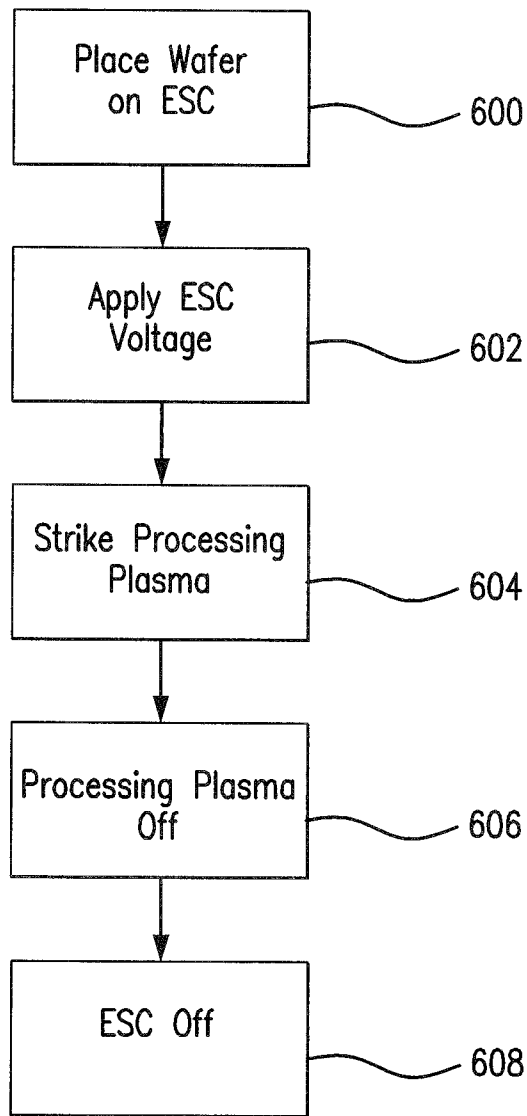 Place Wafer
on ESC
600
Apply ESC
Voltage
602
Strike Processing
Plasma
604
Processing Plasma
Off
606
ESC Off
608